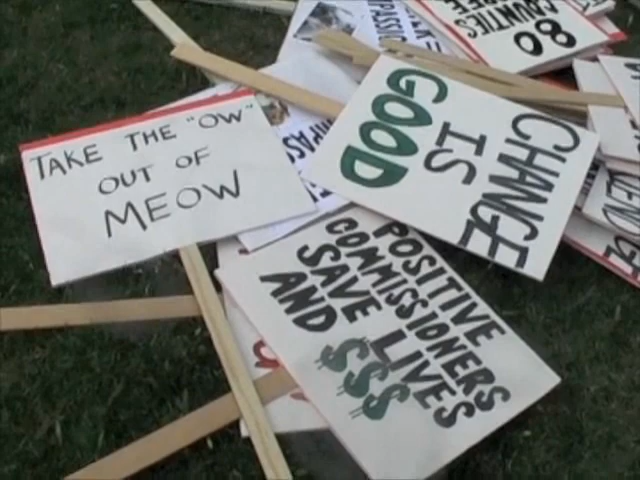 TAKE THE "OW"
OUT OF
MEOW
CHANGE
IS
GOOD
POSITIVE
COMMISSIONERS
SAVE LIVES
AND $$$$
80
COUNTIES